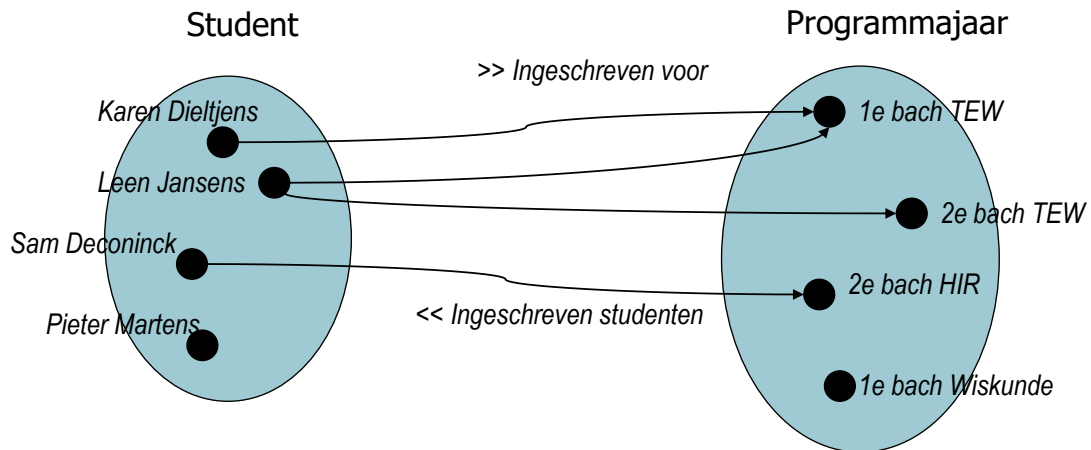 Student
Programmajaar
>> Ingeschreven voor
Karen Dieltjens
1e bach TEW
Leen Jansens
2e bach TEW
Sam Deconinck
2e bach HIR
<< Ingeschreven studenten
Pieter Martens
1e bach Wiskunde